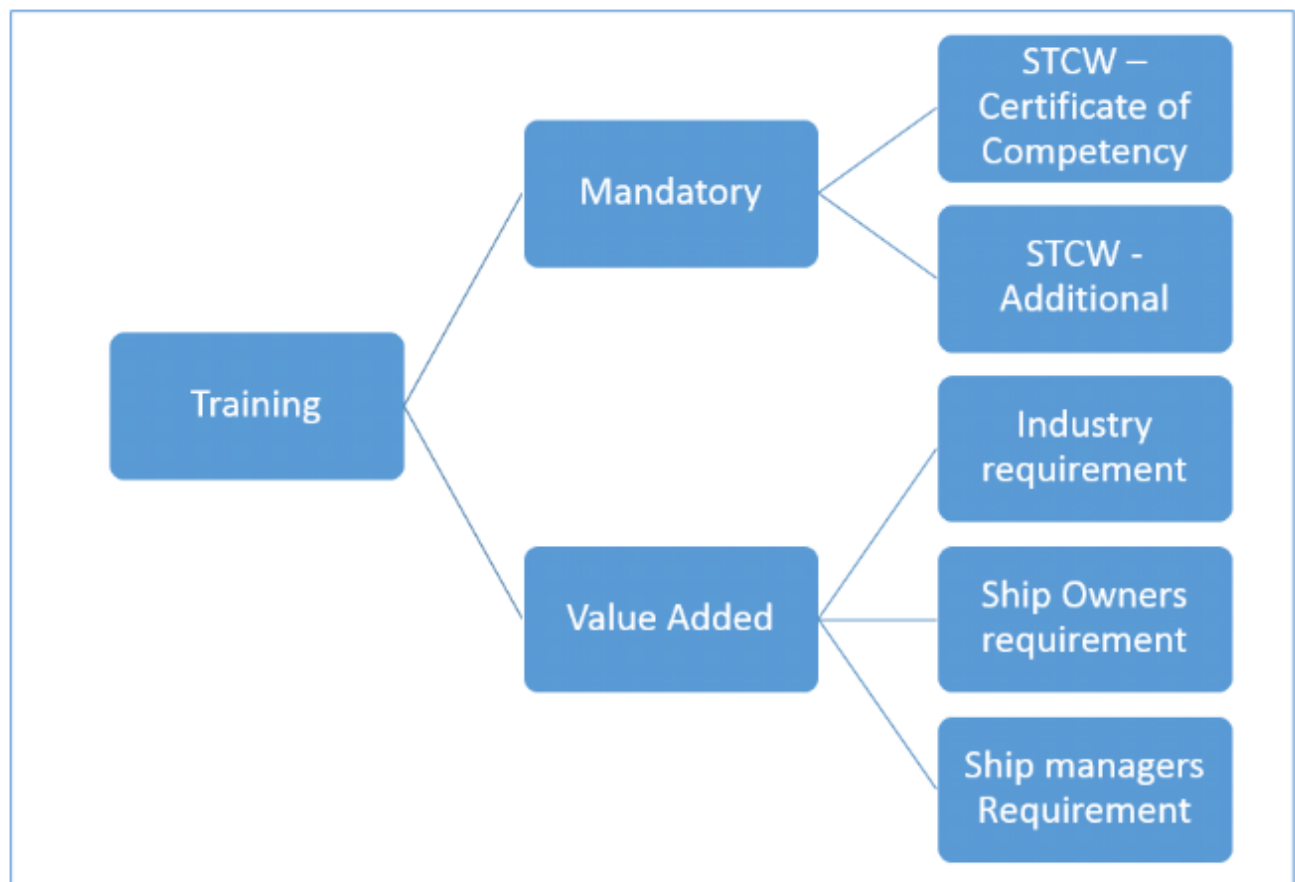 STCW –
Certificate of
Competency
Mandatory
STCW -
Additional
Training
Industry
requirement
Value Added
Ship Owners
requirement
Ship managers
Requirement